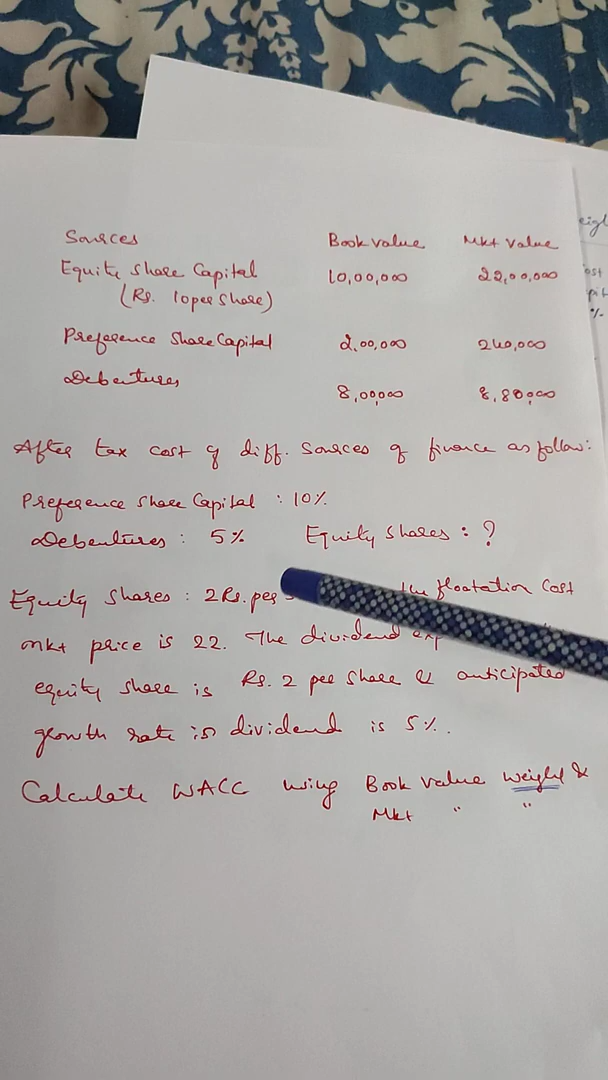 Sources Book value Mkt value
Equity Share Capital 10,00,000 22,00,000
(Rs. 10 per share)
Preference Share Capital 2,00,000 240,000
Debentures 8,00,000 8,80,000
After tax cost of diff. sources of finance as follow:
Preference Share Capital : 10%
Debentures : 5% Equity Shares : ?
Equity Shares : 2 Rs. per floatation cost
mkt price is 22. The dividend
equity share is Rs. 2 per share & anticipated
growth rate in dividend is 5%.
Calculate WACC using Book value weight &
Mkt " "